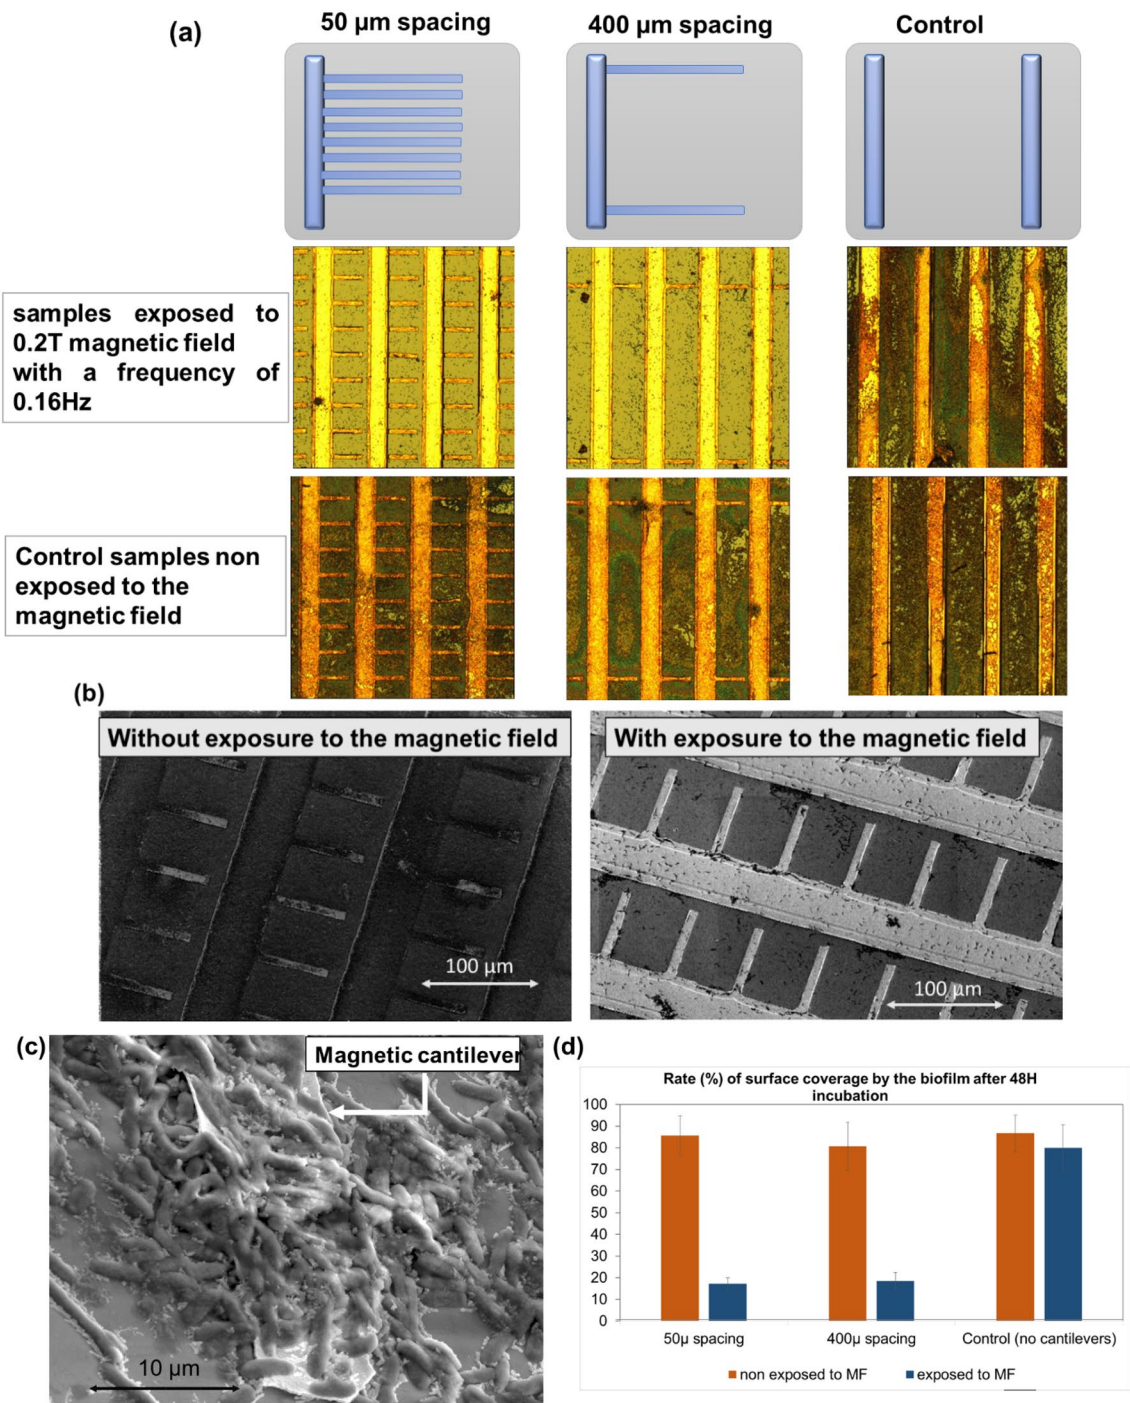 (a)
50 µm spacing
400 µm spacing
Control
samples exposed to
0.2T magnetic field
with a frequency of
0.16Hz
Control samples non
exposed to the
magnetic field
(b)
Without exposure to the magnetic field
With exposure to the magnetic field
100 µm
100 µm
(c)
Magnetic cantilever
10 µm
(d)
Rate (%) of surface coverage by the biofilm after 48H
incubation
100
90
80
70
60
50
40
30
20
10
0
50µ spacing
400µ spacing
Control (no cantilevers)
non exposed to MF
exposed to MF